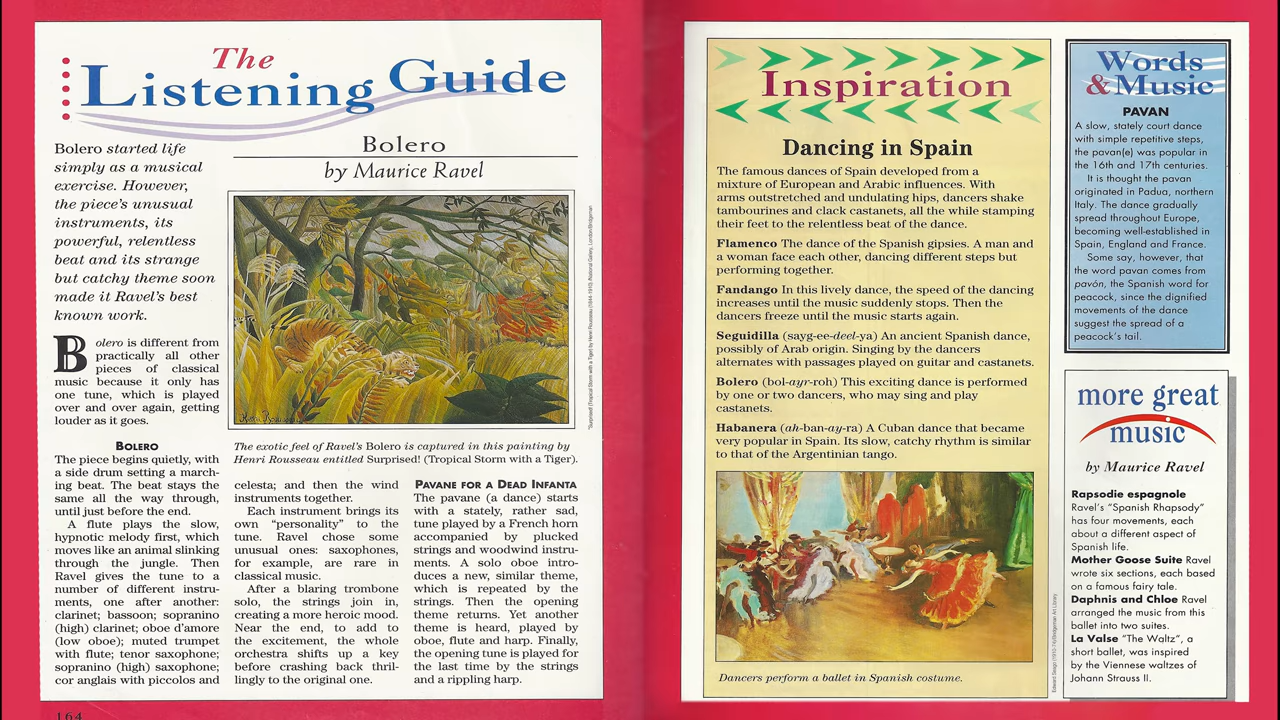 The
Listening Guide
Bolero started life
simply as a musical
exercise. However,
the piece's unusual
instruments, its
powerful, relentless
beat and its strange
but catchy theme soon
made it Ravel's best
known work.
Bolero is different from
practically all other
pieces of classical
music because it only has
one tune, which is played
over and over again, getting
louder as it goes.
BOLERO
The piece begins quietly, with
a side drum setting a march-
ing beat. The beat stays the
same all the way through,
until just before the end.
A flute plays the slow,
hypnotic melody first, which
moves like an animal slinking
through the jungle. Then
Ravel gives the tune to a
number of different instru-
ments, one after another:
clarinet; bassoon; sopranino
(high) clarinet; oboe d'amore
(low oboe); muted trumpet
with flute; tenor saxophone;
sopranino (high) saxophone;
cor anglais with piccolos and
Bolero
by Maurice Ravel
"Surprised! (Tropical Storm with a Tiger) by Henri Rousseau (1844-1910) /National Gallery, London/Bridgeman
The exotic feel of Ravel's Bolero is captured in this painting by
Henri Rousseau entitled Surprised! (Tropical Storm with a Tiger).
celesta; and then the wind
instruments together.
Each instrument brings its
own "personality" to the
tune. Ravel chose some
unusual ones: saxophones,
for example, are rare in
classical music.
After a blaring trombone
solo, the strings join in,
creating a more heroic mood.
Near the end, to add to
the excitement, the whole
orchestra shifts up a key
before crashing back thril-
lingly to the original one.
PAVANE FOR A DEAD INFANTA
The pavane (a dance) starts
with a stately, rather sad,
tune played by a French horn
accompanied by plucked
strings and woodwind instru-
ments. A solo oboe intro-
duces a new, similar theme,
which is repeated by the
strings. Then the opening
theme returns. Yet another
theme is heard, played by
oboe, flute and harp. Finally,
the opening tune is played for
the last time by the strings
and a rippling harp.
164
Inspiration
Dancing in Spain
The famous dances of Spain developed from a
mixture of European and Arabic influences. With
arms outstretched and undulating hips, dancers shake
tambourines and clack castanets, all the while stamping
their feet to the relentless beat of the dance.
Flamenco The dance of the Spanish gipsies. A man and
a woman face each other, dancing different steps but
performing together.
Fandango In this lively dance, the speed of the dancing
increases until the music suddenly stops. Then the
dancers freeze until the music starts again.
Seguidilla (sayg-ee-deel-ya) An ancient Spanish dance,
possibly of Arab origin. Singing by the dancers
alternates with passages played on guitar and castanets.
Bolero (bol-ayr-roh) This exciting dance is performed
by one or two dancers, who may sing and play
castanets.
Habanera (ah-ban-ay-ra) A Cuban dance that became
very popular in Spain. Its slow, catchy rhythm is similar
to that of the Argentinian tango.
Edward Seago (1910-74)/Bridgeman Art Library
Dancers perform a ballet in Spanish costume.
Words
&Music
PAVAN
A slow, stately court dance
with simple repetitive steps,
the pavan(e) was popular in
the 16th and 17th centuries.
It is thought the pavan
originated in Padua, northern
Italy. The dance gradually
spread throughout Europe,
becoming well-established in
Spain, England and France.
Some say, however, that
the word pavan comes from
pavón, the Spanish word for
peacock, since the dignified
movements of the dance
suggest the spread of a
peacock's tail.
more great
music
by Maurice Ravel
Rapsodie espagnole
Ravel's "Spanish Rhapsody"
has four movements, each
about a different aspect of
Spanish life.
Mother Goose Suite Ravel
wrote six sections, each based
on a famous fairy tale.
Daphnis and Chloe Ravel
arranged the music from this
ballet into two suites.
La Valse "The Waltz", a
short ballet, was inspired
by the Viennese waltzes of
Johann Strauss II.